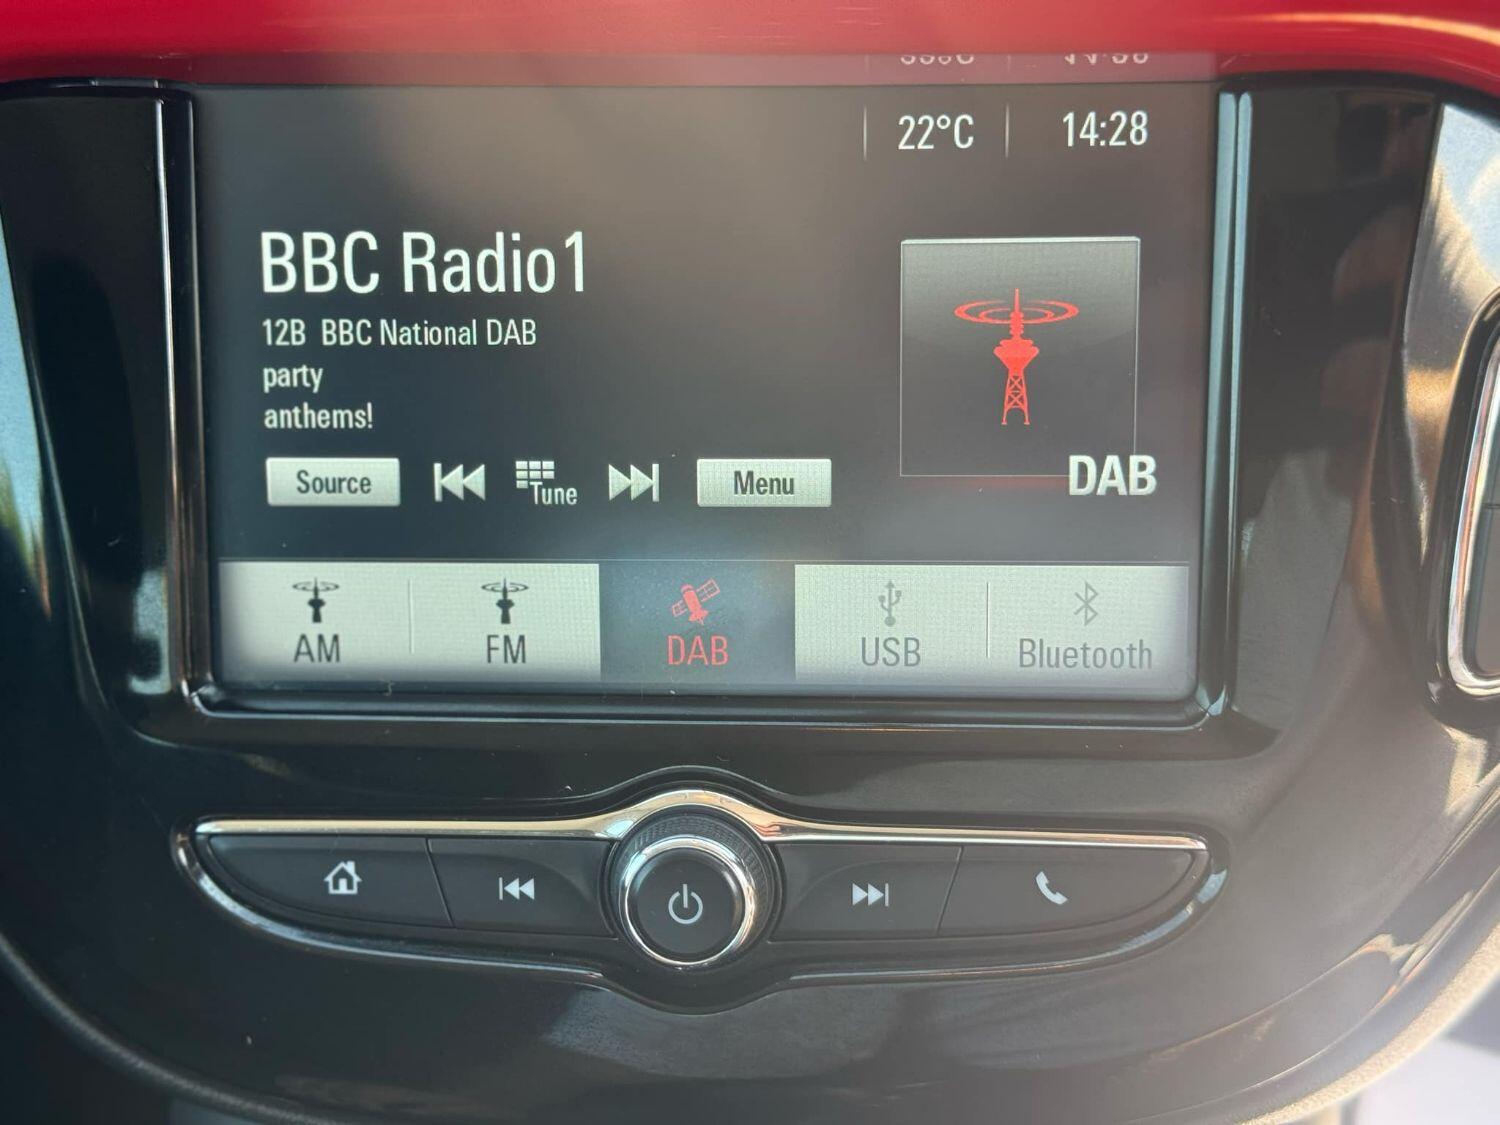 22°C 14:28
BBC Radio1
12B BBC National DAB
party
anthems!
Source Tune Menu
DAB
AM FM DAB USB Bluetooth